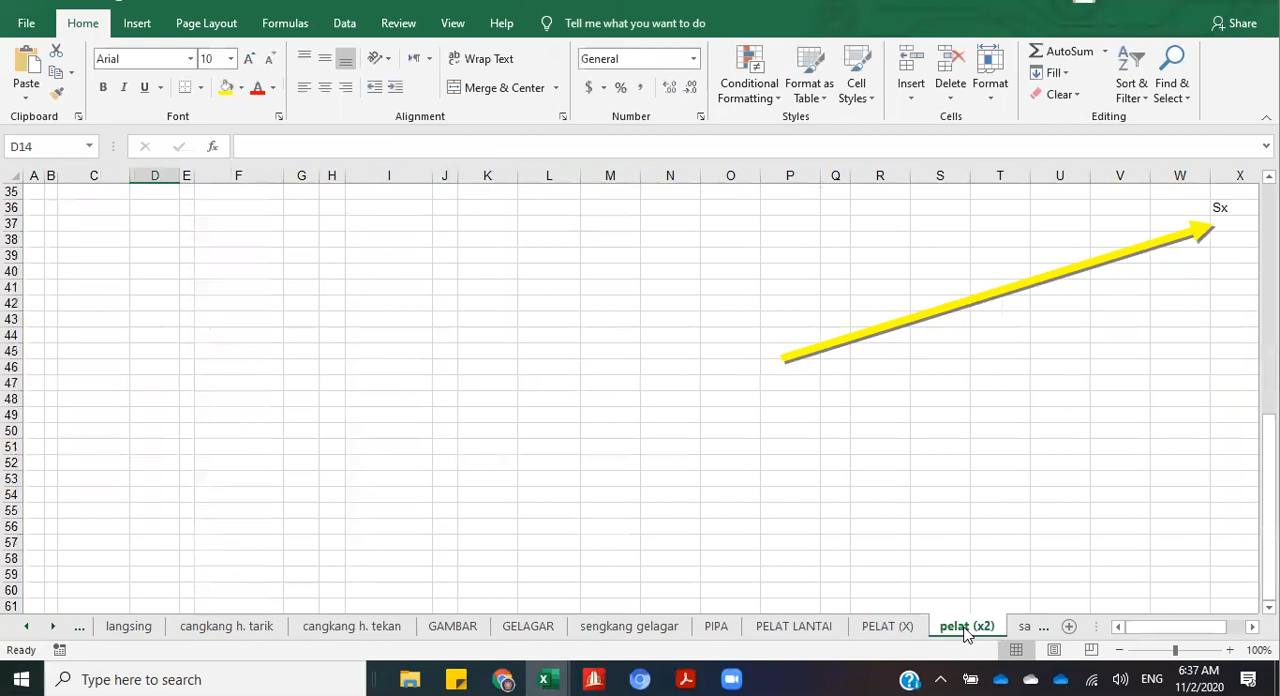 File Home Insert Page Layout Formulas Data Review View Help Tell me what you want to do Share
Arial 10 Wrap Text General AutoSum
Paste B I U Merge & Center $ % , Conditional Formatting Format as Table Cell Styles Insert Delete Format Fill Clear Sort & Filter Find & Select
Clipboard Font Alignment Number Styles Cells Editing
D14 fx
A B C D E F G H I J K L M N O P Q R S T U V W X
35
36 Sx
37
38
39
40
41
42
43
44
45
46
47
48
49
50
51
52
53
54
55
56
57
58
59
60
61
... langsing cangkang h. tarik cangkang h. tekan GAMBAR GELAGAR sengkang gelagar PIPA PELAT LANTAI PELAT (X) pelat (x2) sa ...
Ready 100%
Type here to search ENG 6:37 AM
11/2/2020